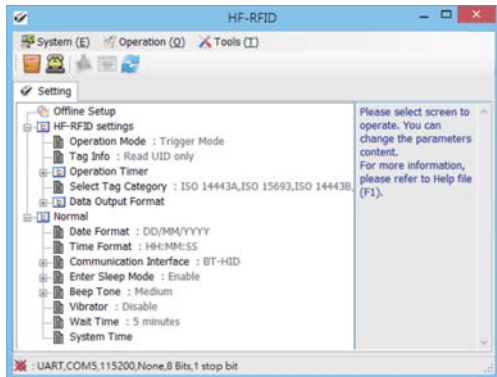 HF-RFID
System (E) Operation (O) Tools (T)
Setting
Offline Setup
HF-RFID settings
Operation Mode : Trigger Mode
Tag Info : Read UID only
Operation Timer
Select Tag Category : ISO 14443A,ISO 15693,ISO 14443B,
Data Output Format
Normal
Date Format : DD/MM/YYYY
Time Format : HH:MM:SS
Communication Interface : BT-HID
Enter Sleep Mode : Enable
Beep Tone : Medium
Vibrator : Disable
Wait Time : 5 minutes
System Time
Please select screen to
operate. You can
change the parameters
content.
For more information,
please refer to Help file
(F1).
: UART,COM5,115200,None,8 Bits,1 stop bit